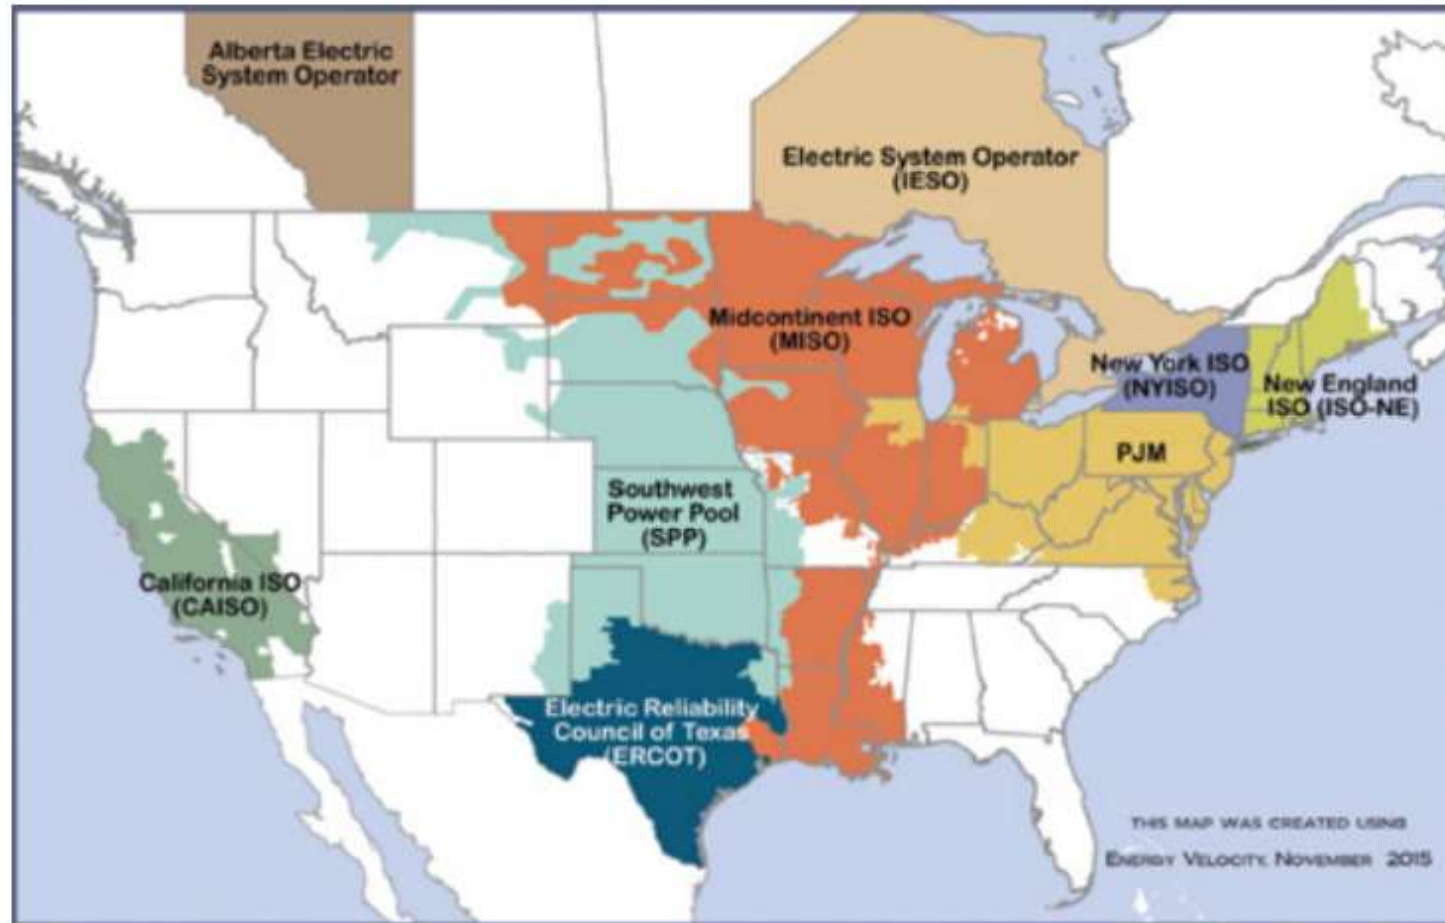 Alberta Electric
System Operator
Electric System Operator
(IESO)
Midcontinent ISO
(MISO)
New York ISO
(NYISO)
New England
ISO (ISO-NE)
PJM
Southwest
Power Pool
(SPP)
California ISO
(CAISO)
Electric Reliability
Council of Texas
(ERCOT)
THIS MAP WAS CREATED USING
ENERGY VELOCITY, NOVEMBER 2015